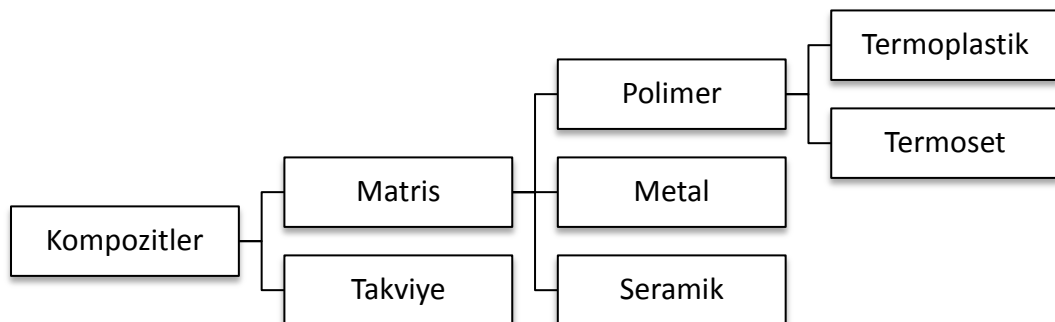 Termoplastik
Polimer
Termoset
Matris
Metal
Kompozitler
Takviye
Seramik